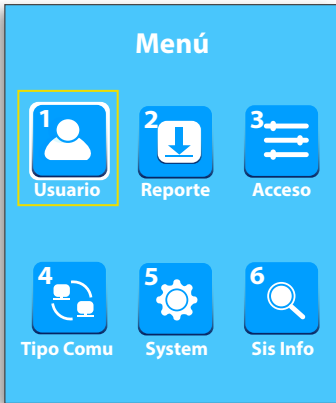 Menú
1 2 3
Usuario Reporte Acceso
4 5 6
Tipo Comu System Sis Info